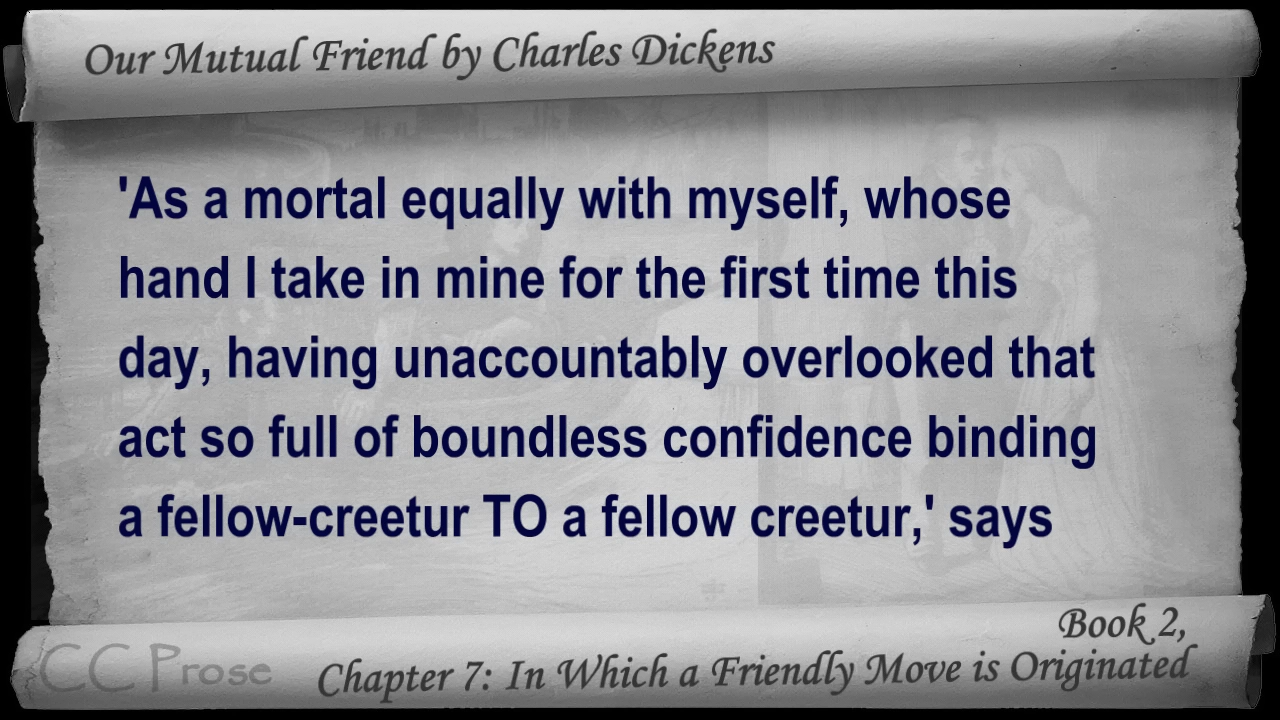 Our Mutual Friend by Charles Dickens
'As a mortal equally with myself, whose
hand I take in mine for the first time this
day, having unaccountably overlooked that
act so full of boundless confidence binding
a fellow-creetur TO a fellow creetur,' says
Book 2,
CC Prose
Chapter 7: In Which a Friendly Move is Originated